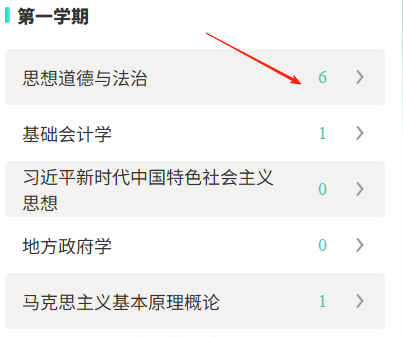 第一学期
思想道德与法治 6
基础会计学 1
习近平新时代中国特色社会主义
思想 0
地方政府学 0
马克思主义基本原理概论 1